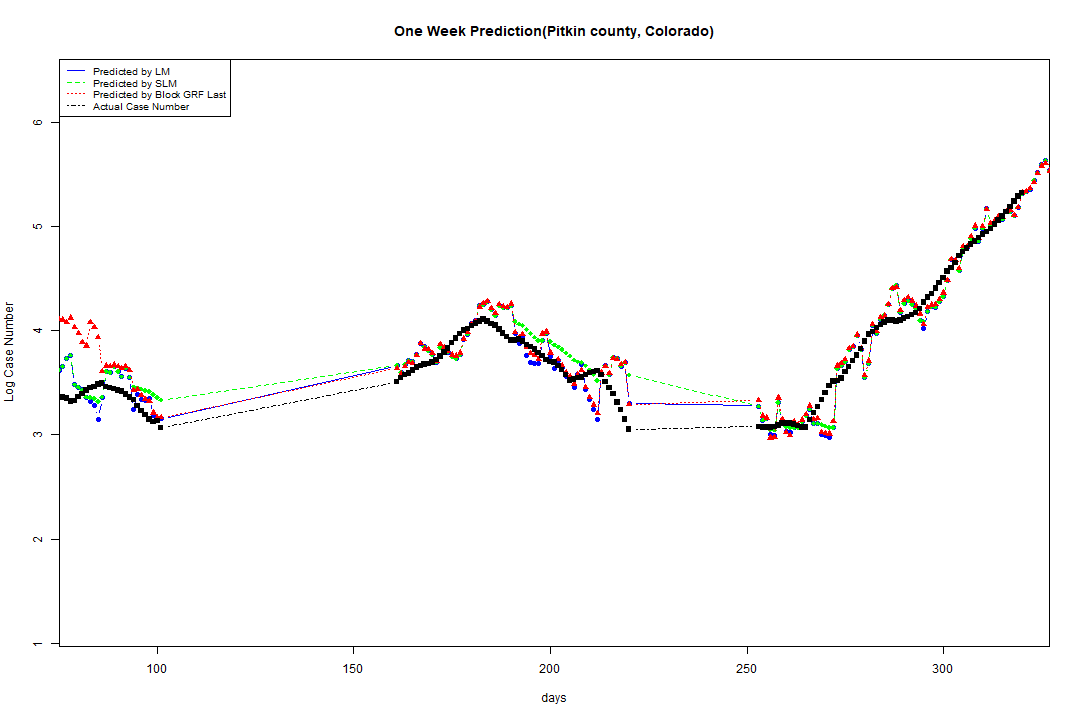 One Week Prediction(Pitkin county, Colorado)
Predicted by LM
Predicted by SLM
Predicted by Block GRF Last
Actual Case Number
Log Case Number
6
5
4
3
2
1
100 150 200 250 300
days